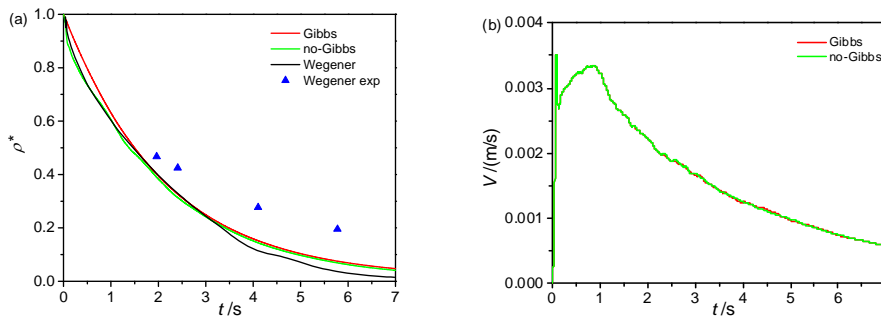 (a)
1.0
0.8
0.6
0.4
0.2
0.0
ρ*
Gibbs
no-Gibbs
Wegener
Wegener exp
0 1 2 3 4 5 6 7
t /s
(b)
0.004
0.003
0.002
0.001
0.000
V /(m/s)
Gibbs
no-Gibbs
0 1 2 3 4 5 6
t /s